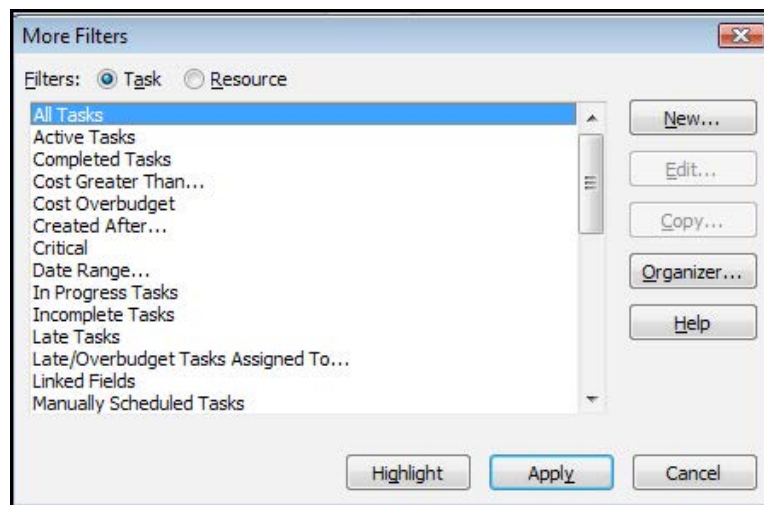 More Filters
Filters: Task Resource
All Tasks
Active Tasks
Completed Tasks
Cost Greater Than...
Cost Overbudget
Created After...
Critical
Date Range...
In Progress Tasks
Incomplete Tasks
Late Tasks
Late/Overbudget Tasks Assigned To...
Linked Fields
Manually Scheduled Tasks
New...
Edit...
Copy...
Organizer...
Help
Highlight Apply Cancel